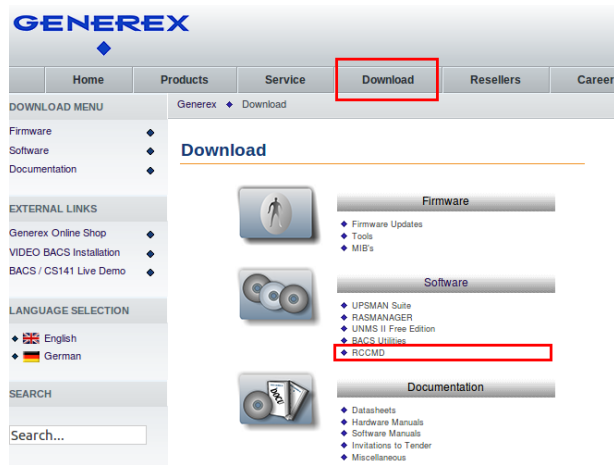 GENEREX
Home Products Service Download Resellers Career
DOWNLOAD MENU
Firmware
Software
Documentation
EXTERNAL LINKS
Generex Online Shop
VIDEO BACS Installation
BACS / CS141 Live Demo
LANGUAGE SELECTION
English
German
SEARCH
Search...
Generex Download
Download
Firmware
Firmware Updates
Tools
MIB's
Software
UPSMAN Suite
RASMANAGER
UNMS II Free Edition
BACS Utilities
RCCMD
DOCU
Documentation
Datasheets
Hardware Manuals
Software Manuals
Invitations to Tender
Miscellaneous